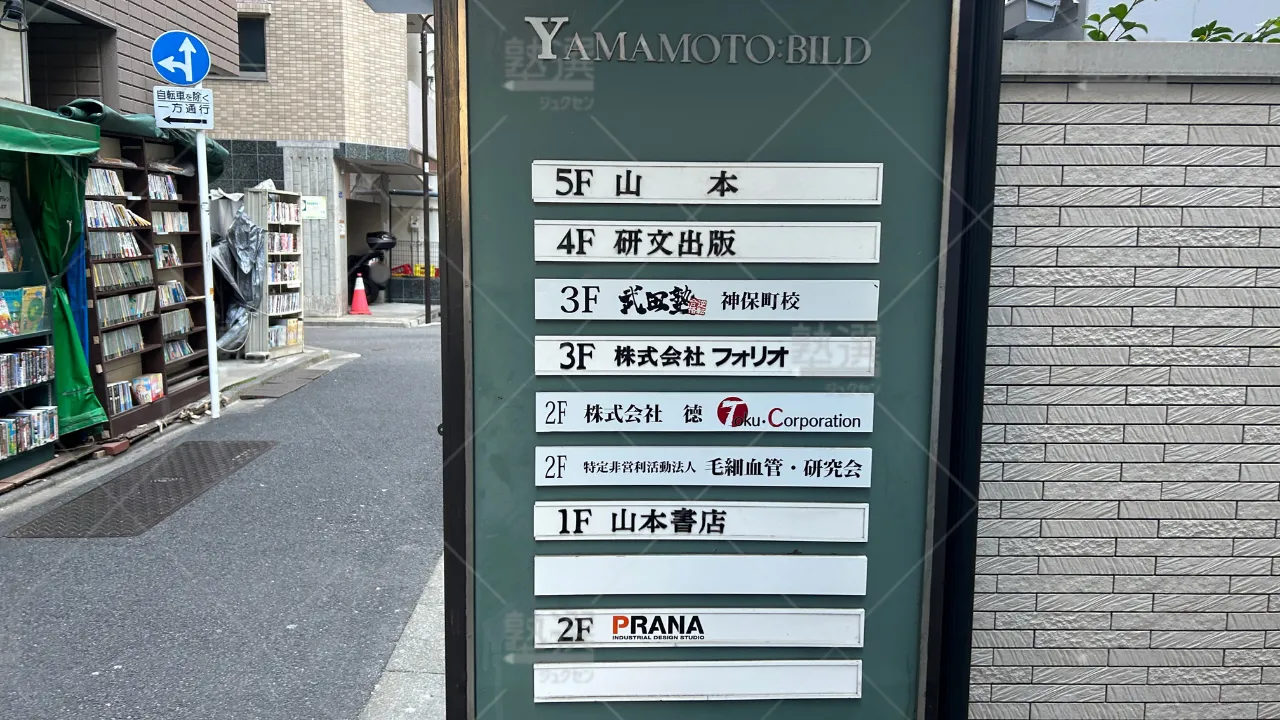 YAMAMOTO:BILD
5F 山 本
4F 研文出版
3F 武田塾 神保町校
3F 株式会社 フォリオ
2F 株式会社 徳 Toku・Corporation
2F 特定非営利活動法人 毛細血管・研究会
1F 山本書店
2F PRANA
INDUSTRIAL DESIGN STUDIO
自転車を除く
一方通行
塾選
ジュクセン